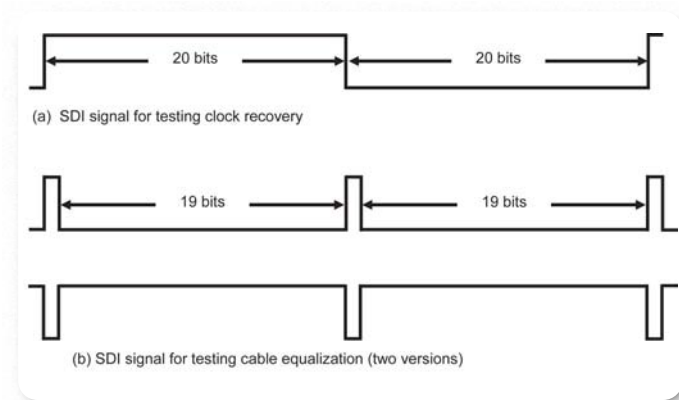 20 bits 20 bits
(a) SDI signal for testing clock recovery
19 bits 19 bits
(b) SDI signal for testing cable equalization (two versions)